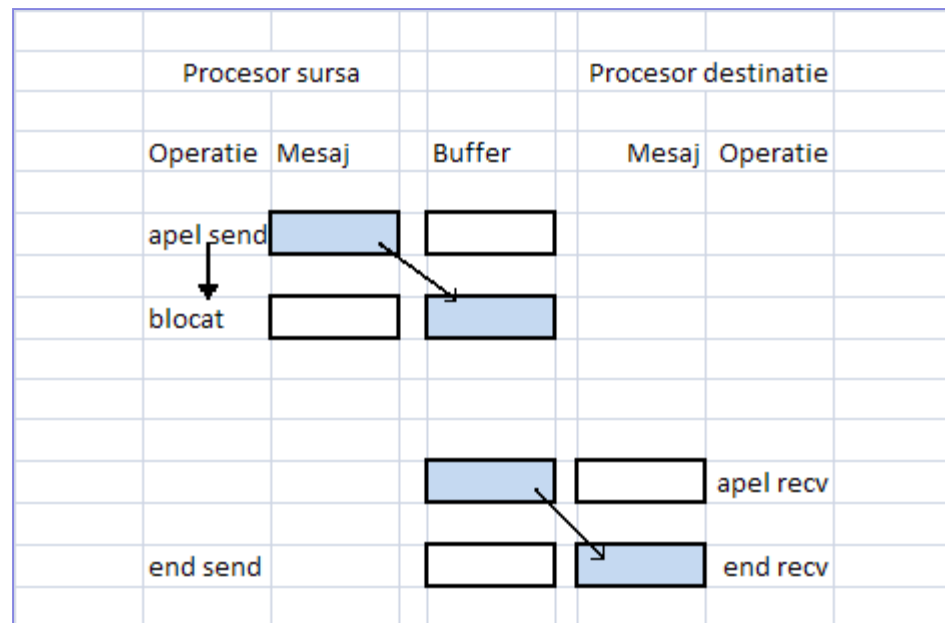 Procesor sursa Procesor destinatie
Operatie Mesaj Buffer Mesaj Operatie
apel send
blocat
apel recv
end send end recv